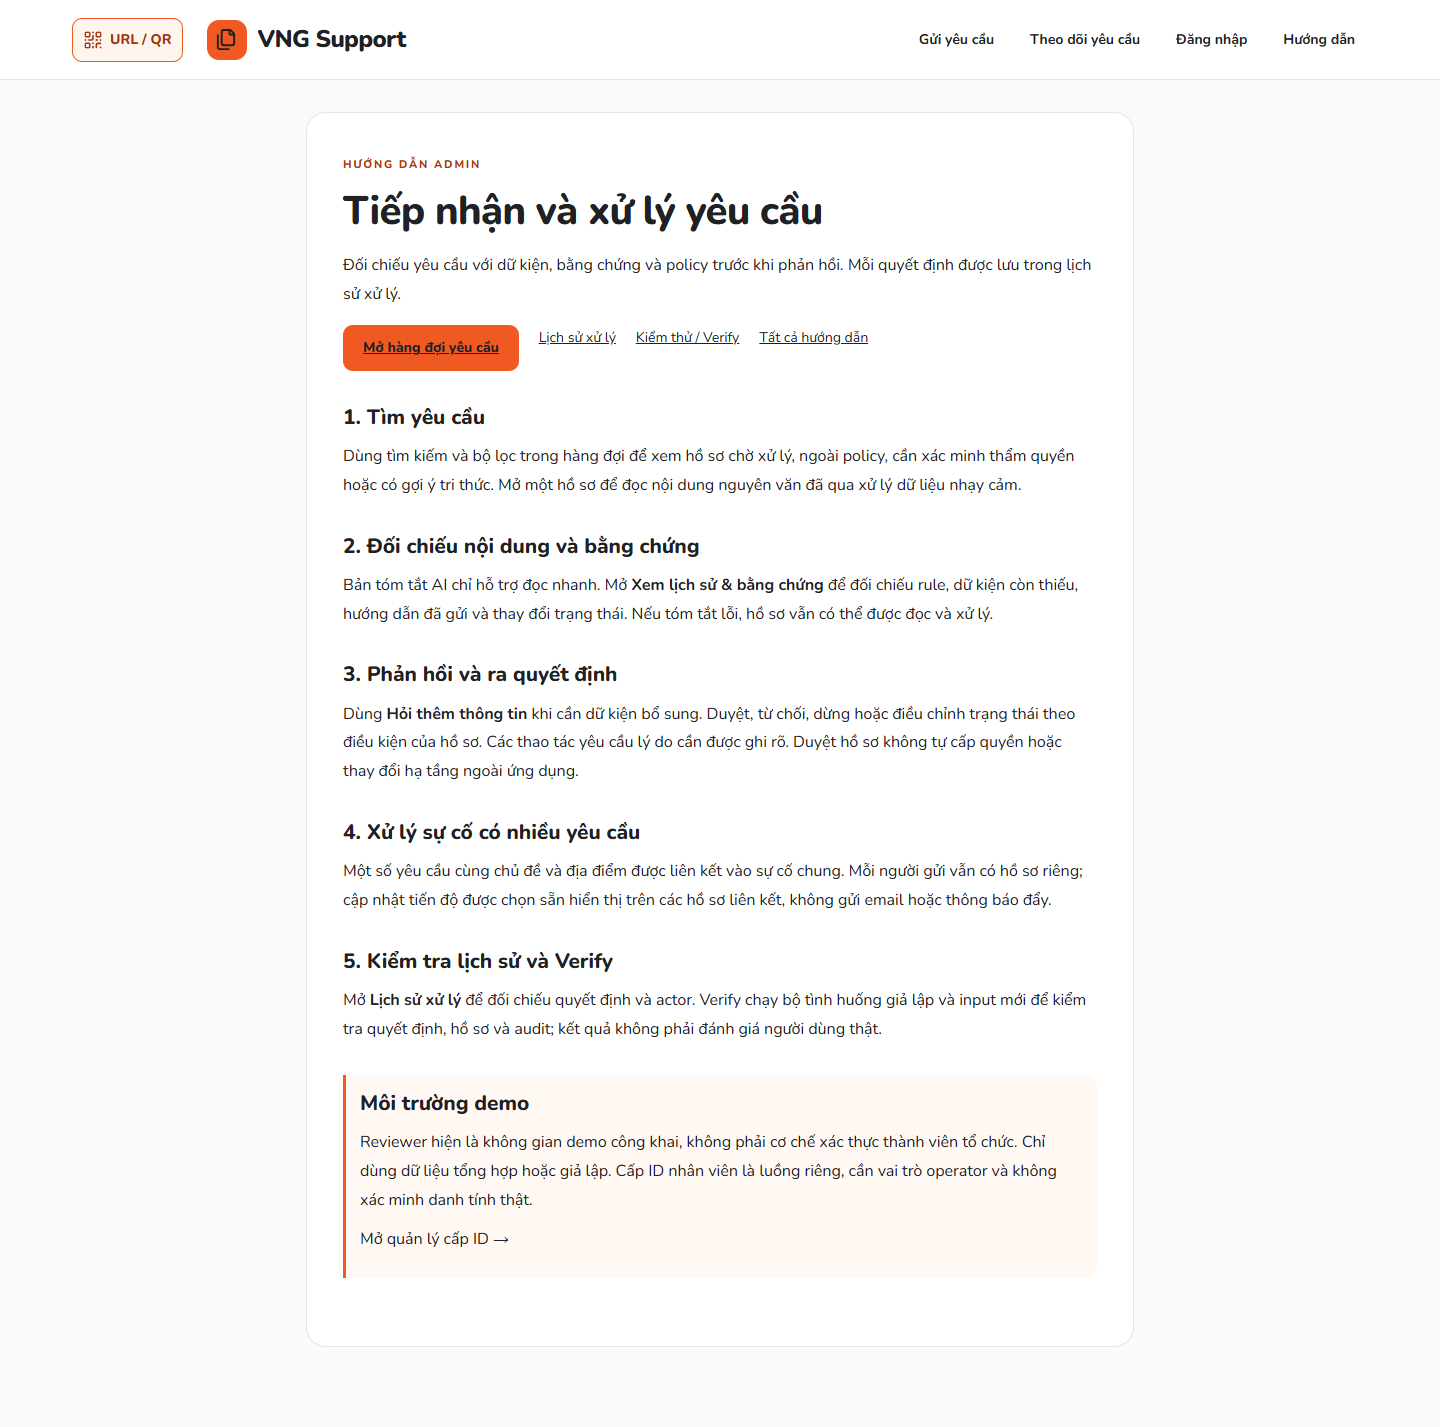 URL / QR
VNG Support
Gửi yêu cầu
Theo dõi yêu cầu
Đăng nhập
Hướng dẫn
HƯỚNG DẪN ADMIN
Tiếp nhận và xử lý yêu cầu
Đối chiếu yêu cầu với dữ kiện, bằng chứng và policy trước khi phản hồi. Mỗi quyết định được lưu trong lịch
sử xử lý.
Mở hàng đợi yêu cầu
Lịch sử xử lý
Kiểm thử / Verify
Tất cả hướng dẫn
1. Tìm yêu cầu
Dùng tìm kiếm và bộ lọc trong hàng đợi để xem hồ sơ chờ xử lý, ngoài policy, cần xác minh thẩm quyền
hoặc có gợi ý tri thức. Mở một hồ sơ để đọc nội dung nguyên văn đã qua xử lý dữ liệu nhạy cảm.
2. Đối chiếu nội dung và bằng chứng
Bản tóm tắt AI chỉ hỗ trợ đọc nhanh. Mở Xem lịch sử & bằng chứng để đối chiếu rule, dữ kiện còn thiếu,
hướng dẫn đã gửi và thay đổi trạng thái. Nếu tóm tắt lỗi, hồ sơ vẫn có thể được đọc và xử lý.
3. Phản hồi và ra quyết định
Dùng Hỏi thêm thông tin khi cần dữ kiện bổ sung. Duyệt, từ chối, dừng hoặc điều chỉnh trạng thái theo
điều kiện của hồ sơ. Các thao tác yêu cầu lý do cần được ghi rõ. Duyệt hồ sơ không tự cấp quyền hoặc
thay đổi hạ tầng ngoài ứng dụng.
4. Xử lý sự cố có nhiều yêu cầu
Một số yêu cầu cùng chủ đề và địa điểm được liên kết vào sự cố chung. Mỗi người gửi vẫn có hồ sơ riêng;
cập nhật tiến độ được chọn sẵn hiển thị trên các hồ sơ liên kết, không gửi email hoặc thông báo đẩy.
5. Kiểm tra lịch sử và Verify
Mở Lịch sử xử lý để đối chiếu quyết định và actor. Verify chạy bộ tình huống giả lập và input mới để kiểm
tra quyết định, hồ sơ và audit; kết quả không phải đánh giá người dùng thật.
Môi trường demo
Reviewer hiện là không gian demo công khai, không phải cơ chế xác thực thành viên tổ chức. Chỉ
dùng dữ liệu tổng hợp hoặc giả lập. Cấp ID nhân viên là luồng riêng, cần vai trò operator và không
xác minh danh tính thật.
Mở quản lý cấp ID →